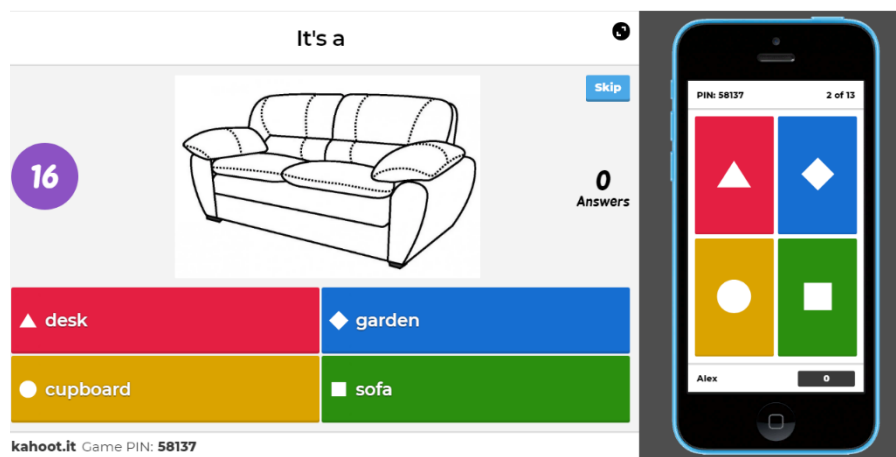 It's a
Skip
16
0
Answers
desk
garden
cupboard
sofa
kahoot.it Game PIN: 58137
PIN: 58137 2 of 13
Alex 0